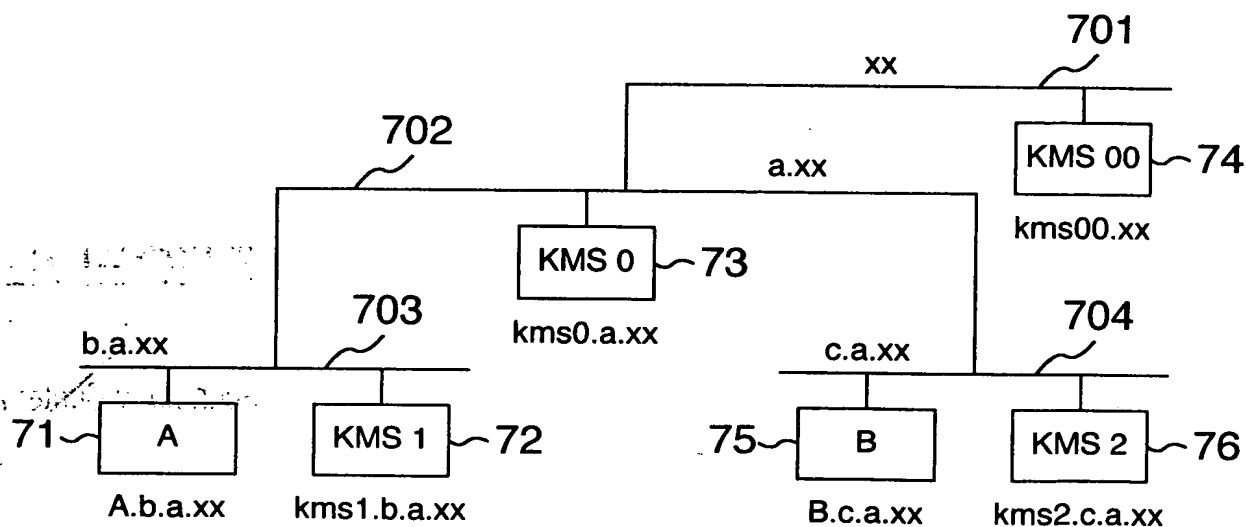 701
xx
702
KMS 00
74
a.xx
kms00.xx
KMS 0
73
703
kms0.a.xx
704
b.a.xx
c.a.xx
71
A
KMS 1
72
75
B
KMS 2
76
A.b.a.xx
kms1.b.a.xx
B.c.a.xx
kms2.c.a.xx